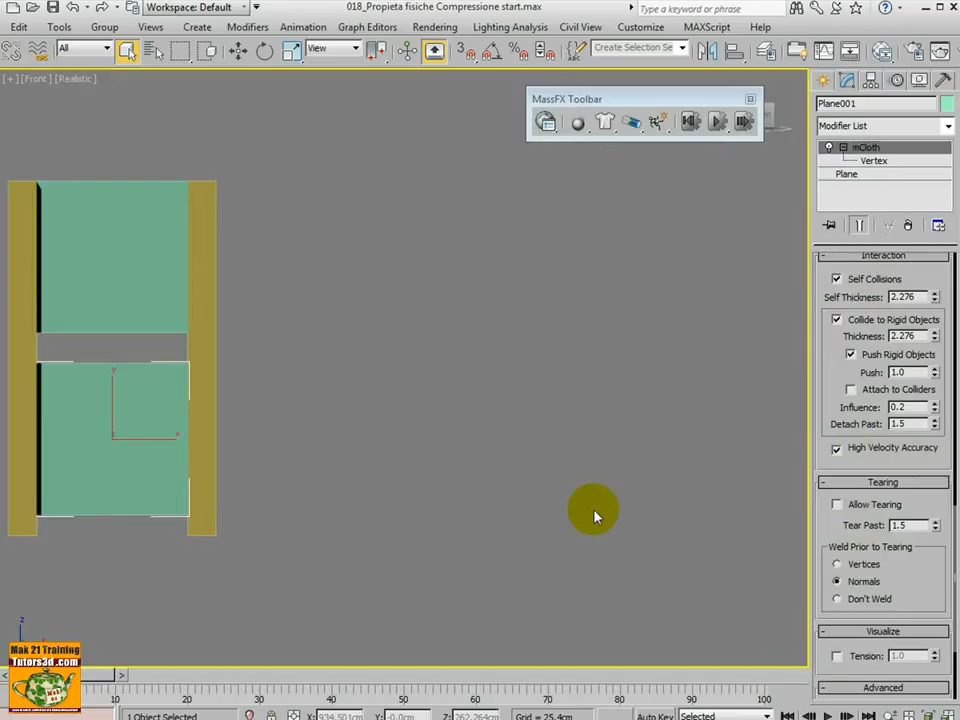 Workspace: Default
018_Propieta fisiche Compressione start.max
Type a keyword or phrase
Edit Tools Group Views Create Modifiers Animation Graph Editors Rendering Lighting Analysis Civil View Customize MAXScript Help
All
View
Create Selection Se
[+] [Front] [Realistic]
MassFX Toolbar
Plane001
Modifier List
mCloth
Vertex
Plane
Interaction
Self Collisions
Self Thickness: 2.276
Collide to Rigid Objects
Thickness: 2.276
Push Rigid Objects
Push: 1.0
Attach to Colliders
Influence: 0.2
Detach Past: 1.5
High Velocity Accuracy
Tearing
Allow Tearing
Tear Past: 1.5
Weld Prior to Tearing
Vertices
Normals
Don't Weld
Visualize
Tension: 1.0
Advanced
y
x
z
Mak 21 Training
Tutors3d .com
10 20 30 40 50 60 70 80 90 100
1 Object Selected
X: 934.501cm Y: -0.0cm Z: 262.264cm
Grid = 25.4cm
Auto Key
Selected